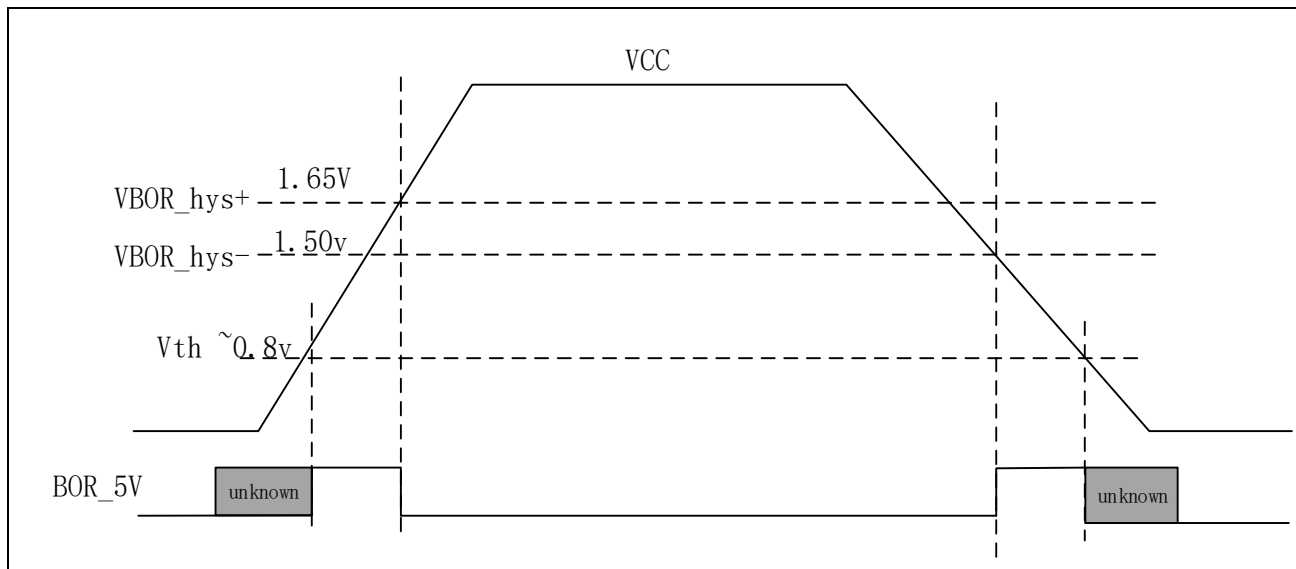 VCC
1.65V
VBOR_hys+
1.50v
VBOR_hys-
Vth ~0.8v
BOR_5V
unknown
unknown